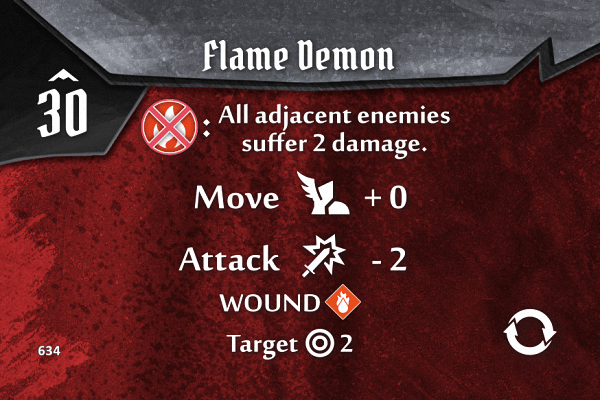 Flame Demon
30
: All adjacent enemies
suffer 2 damage.
Move + 0
Attack - 2
WOUND
Target 2
634